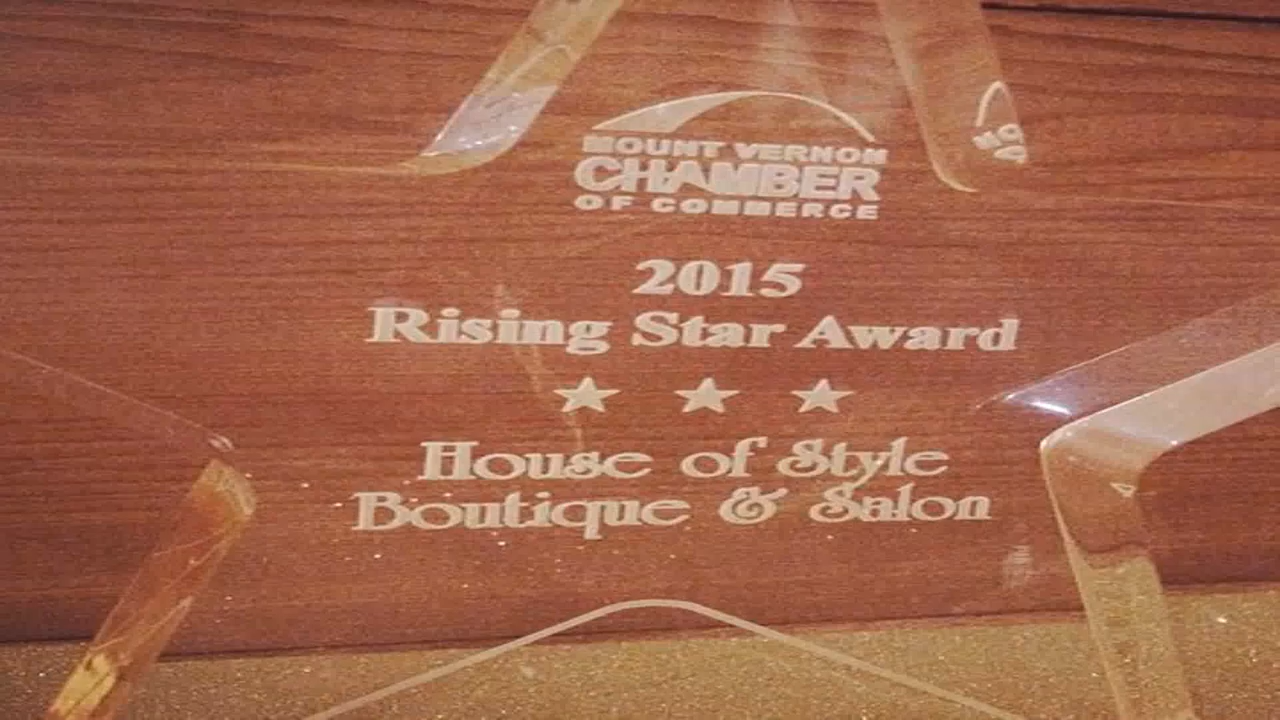 MOUNT VERNON
CHAMBER
OF COMMERCE
2015
Rising Star Award
House of Style
Boutique & Salon